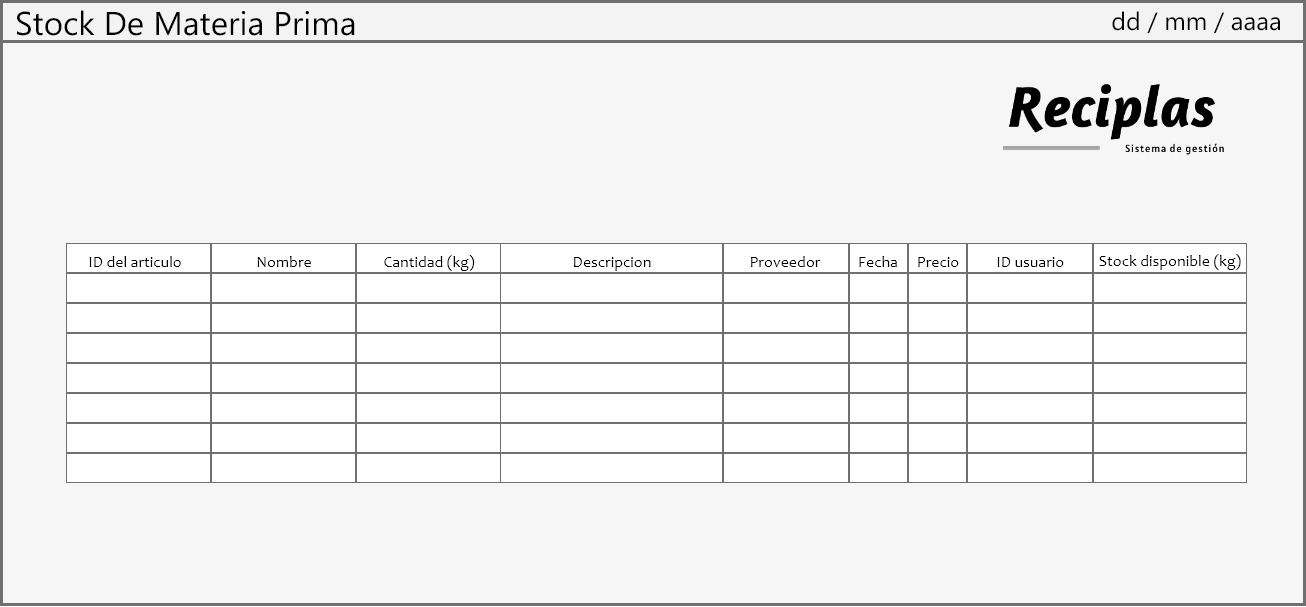 Stock De Materia Prima
dd / mm / aaaa
Reciplas
Sistema de gestión
ID del articulo Nombre Cantidad (kg) Descripcion Proveedor Fecha Precio ID usuario Stock disponible (kg)